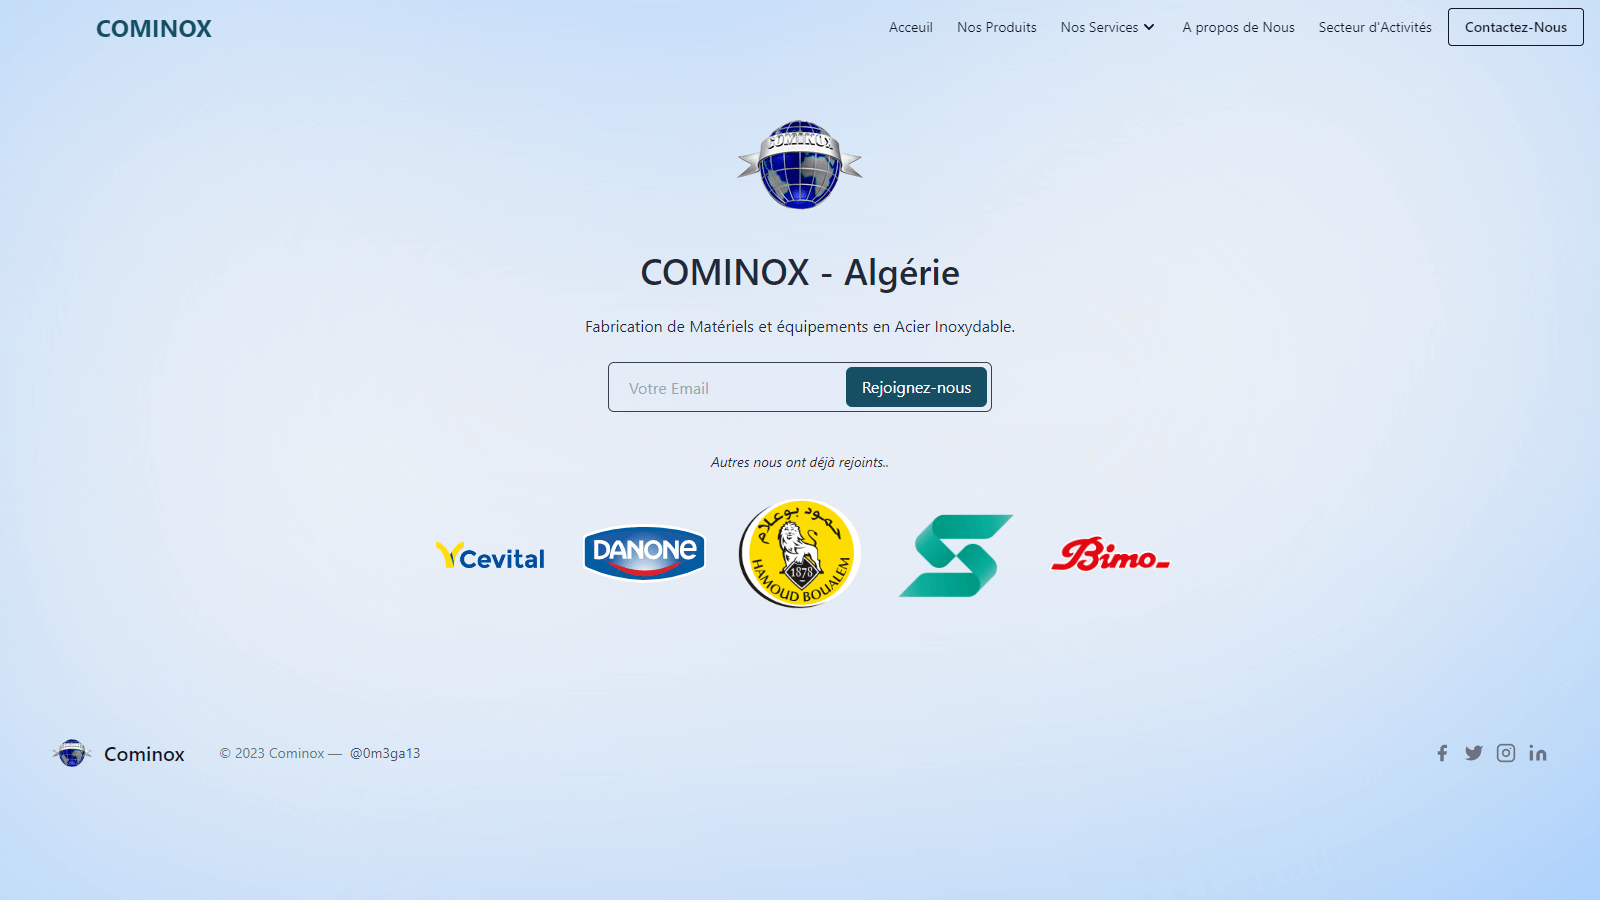 COMINOX
Acceuil
Nos Produits
Nos Services
A propos de Nous
Secteur d'Activités
Contactez-Nous
COMINOX
COMINOX - Algérie
Fabrication de Matériels et équipements en Acier Inoxydable.
Votre Email
Rejoignez-nous
Autres nous ont déjà rejoints..
Cevital
DANONE
حمود بوعلام
1878
HAMOUD BOUALEM
Bimo
Cominox
© 2023 Cominox — @0m3ga13